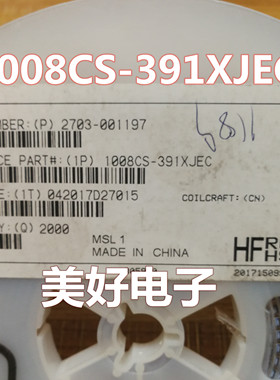 008CS-391XJEC
MBER:(P) 2703-001197
CE PART#:(1P) 1008CS-391XJEC
E:(1T) 042017D27015
COILCRAFT:(CN)
Y:(Q) 2000
MSL 1
MADE IN CHINA
HF
美好电子